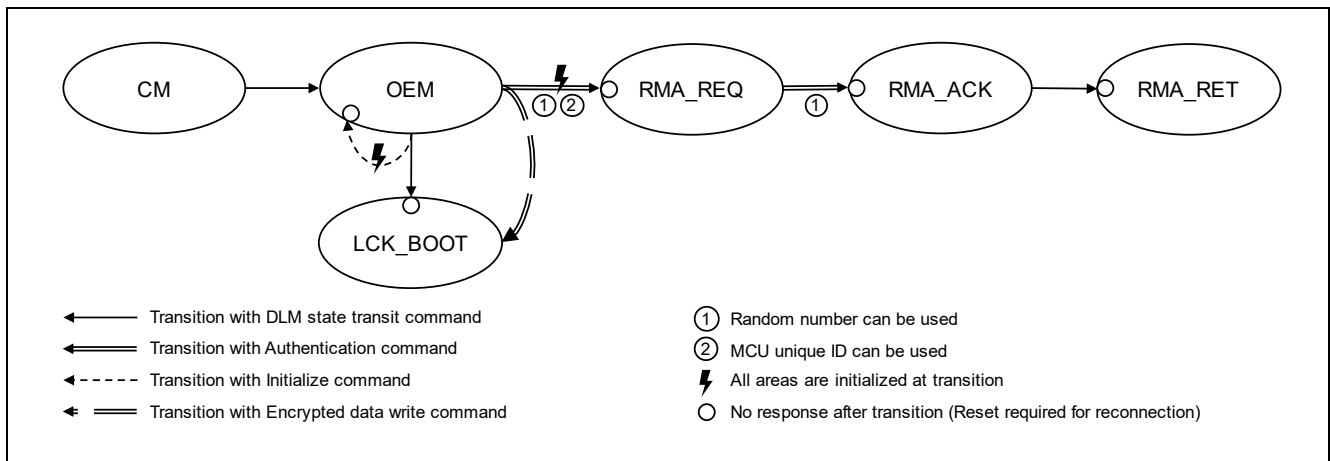 CM
OEM
RMA_REQ
RMA_ACK
RMA_RET
1 2
1
LCK_BOOT
Transition with DLM state transit command
Transition with Authentication command
Transition with Initialize command
Transition with Encrypted data write command
1 Random number can be used
2 MCU unique ID can be used
All areas are initialized at transition
No response after transition (Reset required for reconnection)